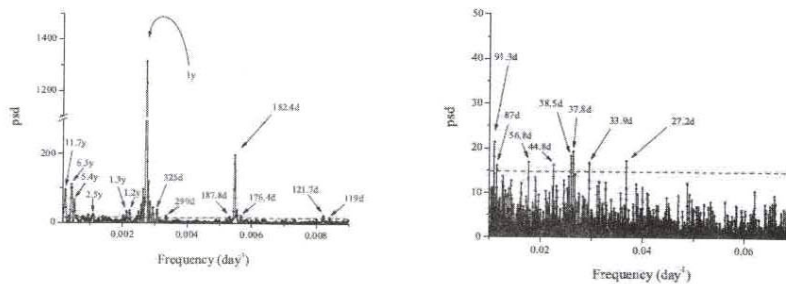 1400
1200
200
100
0
psd
1y
182.4d
11.7y
6.5y
5.4y
2.5y
1.3y
1.2y
325d
299d
187.8d
176.4d
121.7d
119d
0.002
0.004
0.006
0.008
Frequency (day⁻¹)
50
40
30
20
10
0
psd
91.3d
87d
56.8d
44.8d
38.5d
37.8d
33.9d
27.2d
0.02
0.04
0.06
Frequency (day⁻¹)